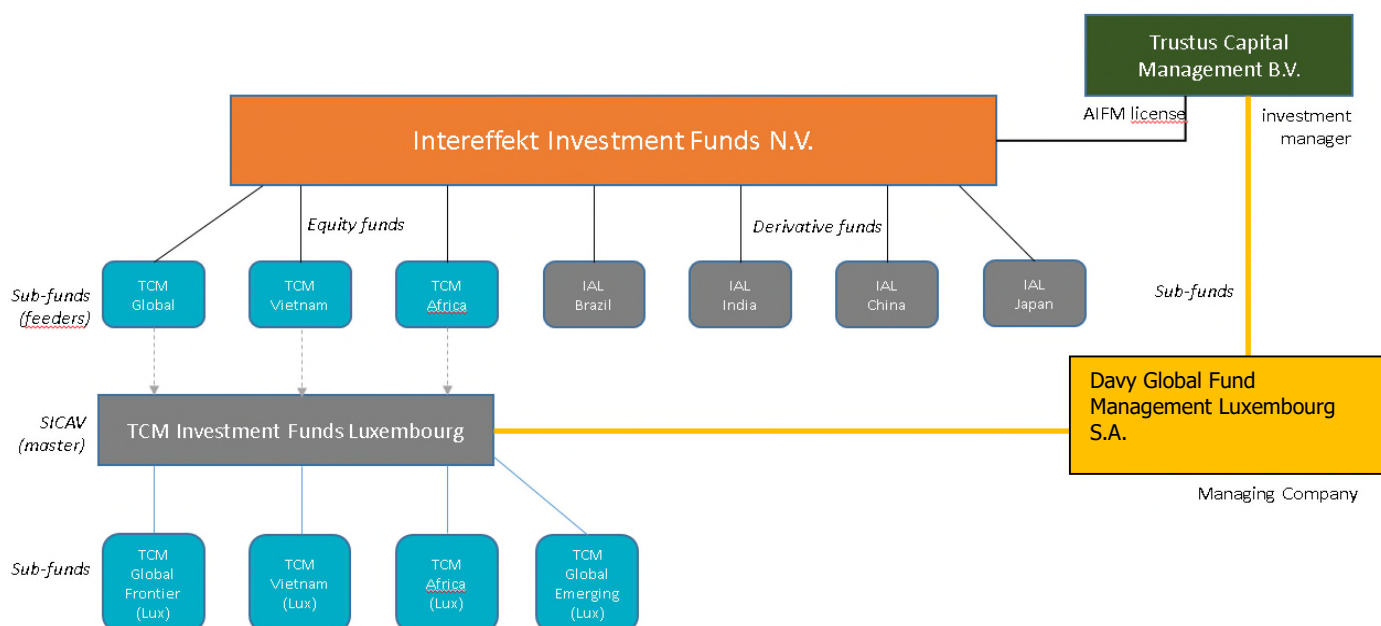 Trustus Capital
Management B.V.
AIFM license
investment
manager
Intereffekt Investment Funds N.V.
Equity funds
Derivative funds
Sub-funds
(feeders)
TCM
Global
TCM
Vietnam
TCM
Africa
IAL
Brazil
IAL
India
IAL
China
IAL
Japan
Sub-funds
Davy Global Fund
Management Luxembourg
S.A.
Managing Company
SICAV
(master)
TCM Investment Funds Luxembourg
Sub-funds
TCM
Global
Frontier
(Lux)
TCM
Vietnam
(Lux)
TCM
Africa
(Lux)
TCM
Global
Emerging
(Lux)